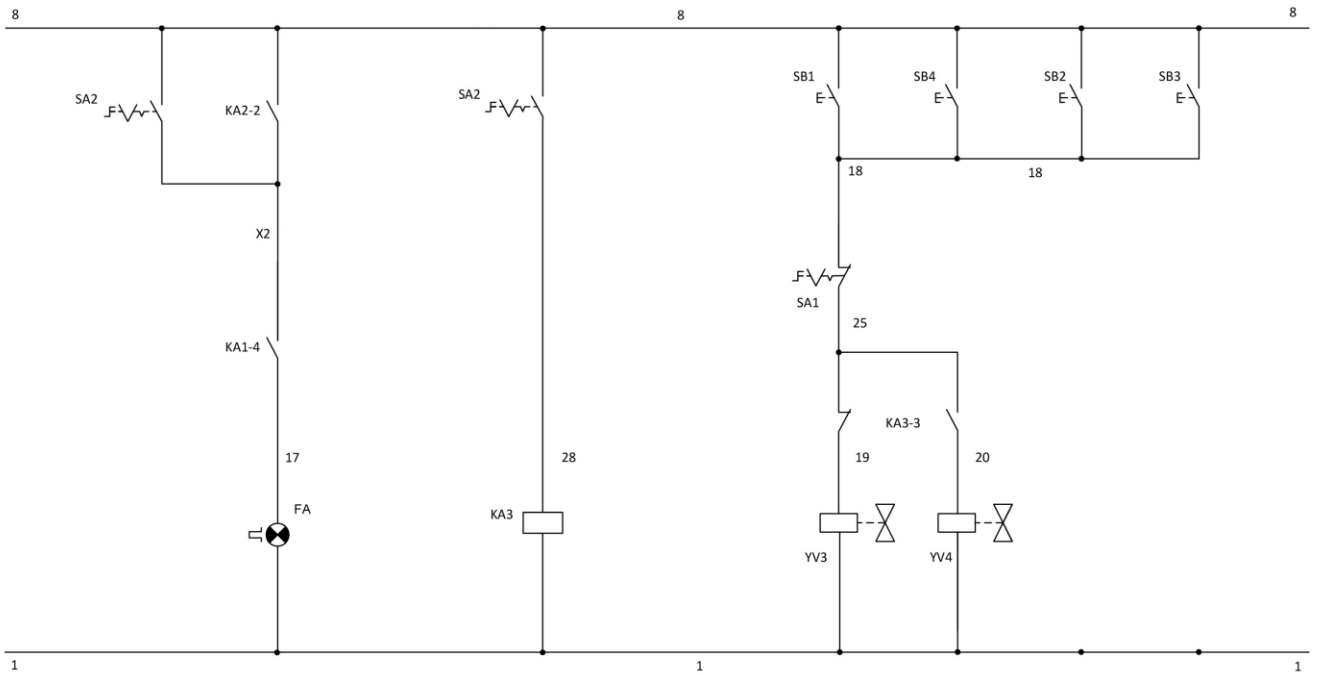 8 8 8
SA2 KA2-2 SA2 SB1 SB4 SB2 SB3
18 18
X2
SA1
25
KA1-4
KA3-3
17 28 19 20
FA KA3
YV3 YV4
1 1 1